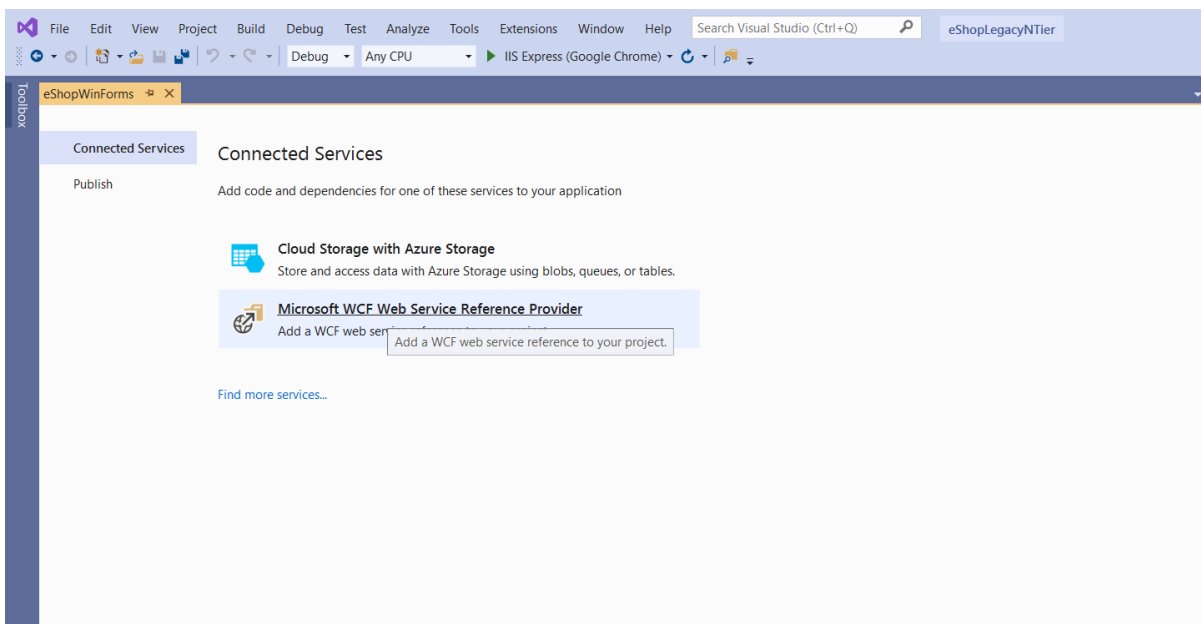 File Edit View Project Build Debug Test Analyze Tools Extensions Window Help Search Visual Studio (Ctrl+Q) eShopLegacyNTier
Debug Any CPU IIS Express (Google Chrome)
Toolbox
eShopWinForms
Connected Services
Publish
Connected Services
Add code and dependencies for one of these services to your application
Cloud Storage with Azure Storage
Store and access data with Azure Storage using blobs, queues, or tables.
Microsoft WCF Web Service Reference Provider
Add a WCF web
Add a WCF web service reference to your project.
Find more services...